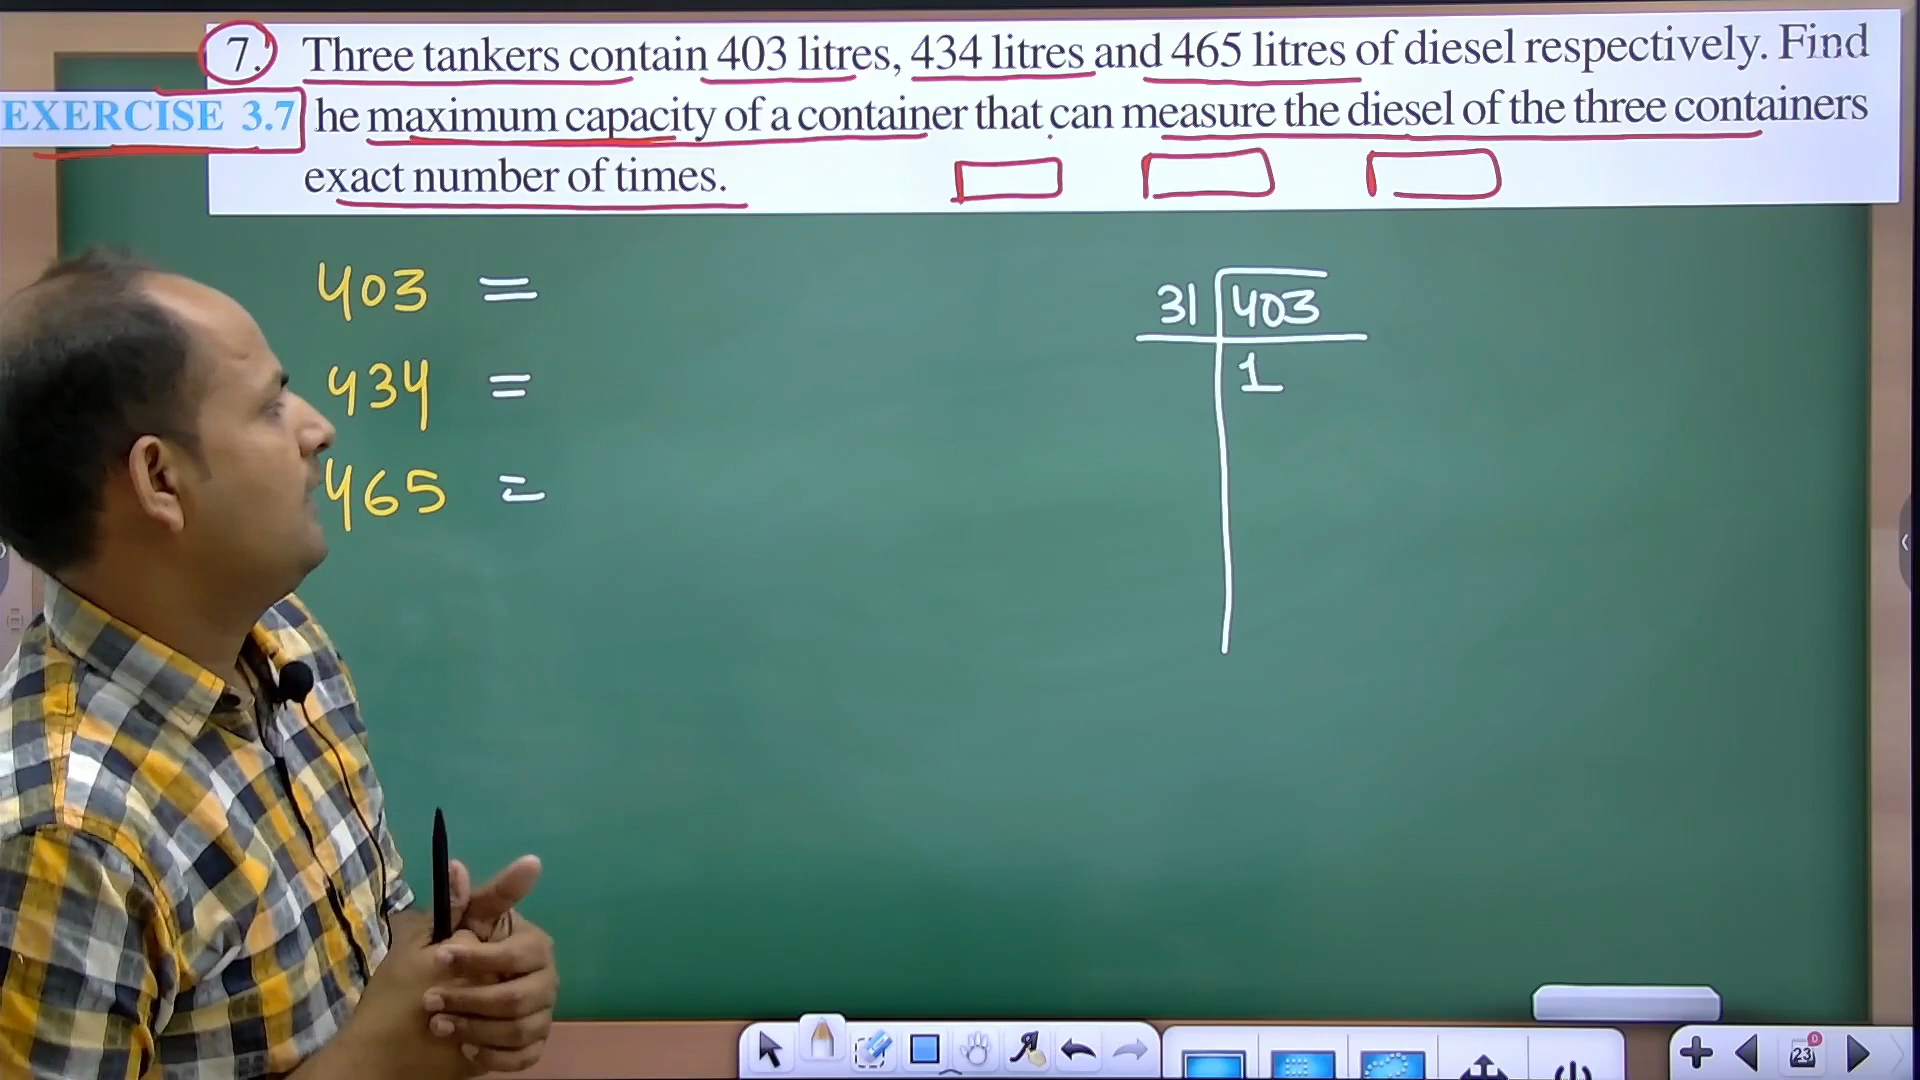 7. Three tankers contain 403 litres, 434 litres and 465 litres of diesel respectively. Find
EXERCISE 3.7 he maximum capacity of a container that can measure the diesel of the three containers
exact number of times.
403 =
434 =
465 =
31 403
1
23